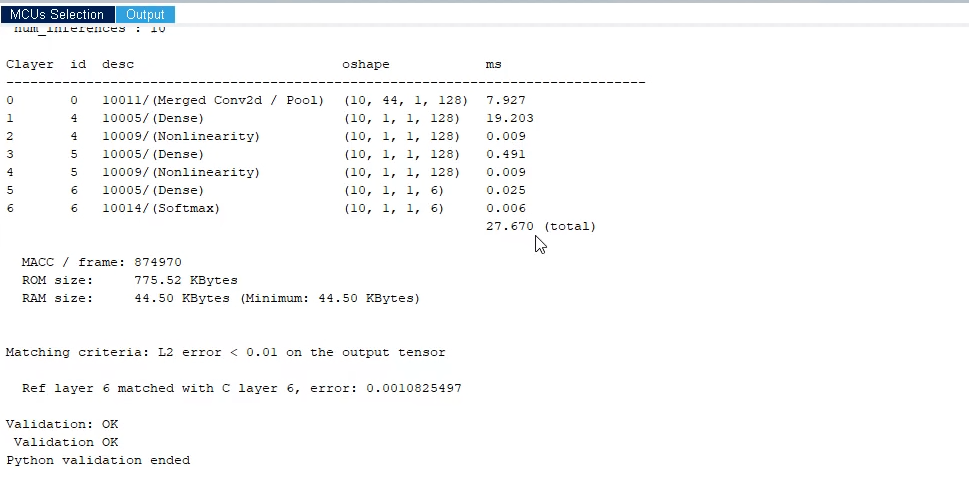 MCUs Selection Output
num_inferences : 10
Clayer id desc oshape ms
--------------------------------------------------------------------------------
0 0 10011/(Merged Conv2d / Pool) (10, 44, 1, 128) 7.927
1 4 10005/(Dense) (10, 1, 1, 128) 19.203
2 4 10009/(Nonlinearity) (10, 1, 1, 128) 0.009
3 5 10005/(Dense) (10, 1, 1, 128) 0.491
4 5 10009/(Nonlinearity) (10, 1, 1, 128) 0.009
5 6 10005/(Dense) (10, 1, 1, 6) 0.025
6 6 10014/(Softmax) (10, 1, 1, 6) 0.006
27.670 (total)
MACC / frame: 874970
ROM size: 775.52 KBytes
RAM size: 44.50 KBytes (Minimum: 44.50 KBytes)
Matching criteria: L2 error < 0.01 on the output tensor
Ref layer 6 matched with C layer 6, error: 0.0010825497
Validation: OK
Validation OK
Python validation ended